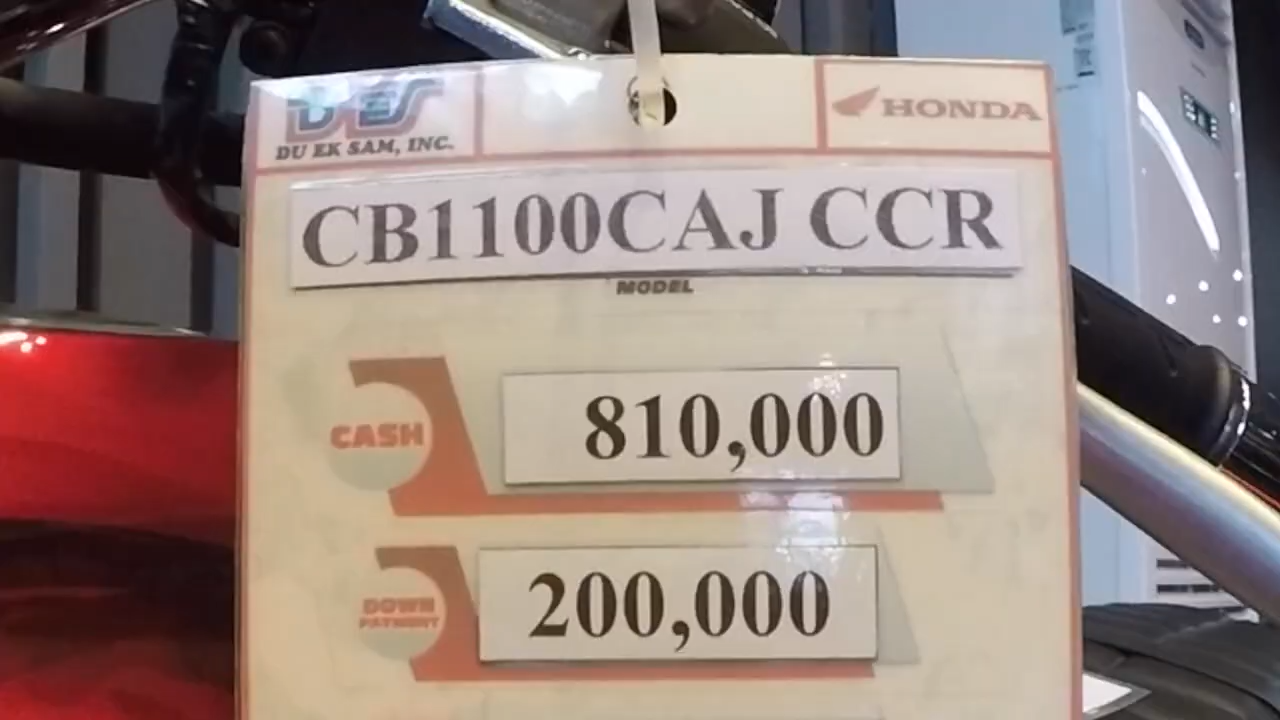 DES
DU EK SAM, INC.
HONDA
CB1100CAJ CCR
MODEL
CASH
810,000
DOWN
PAYMENT
200,000